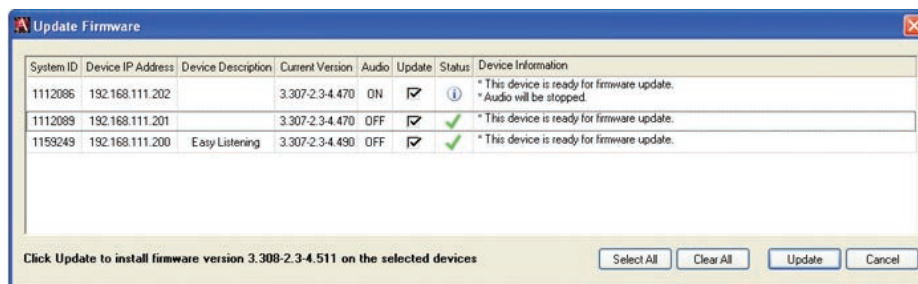 Update Firmware
System ID Device IP Address Device Description Current Version Audio Update Status Device Information
1112086 192.168.111.202 3.307-2.3-4.470 ON * This device is ready for firmware update.
* Audio will be stopped.
1112089 192.168.111.201 3.307-2.3-4.470 OFF * This device is ready for firmware update.
1159249 192.168.111.200 Easy Listening 3.307-2.3-4.490 OFF * This device is ready for firmware update.
Click Update to install firmware version 3.308-2.3-4.511 on the selected devices Select All Clear All Update Cancel